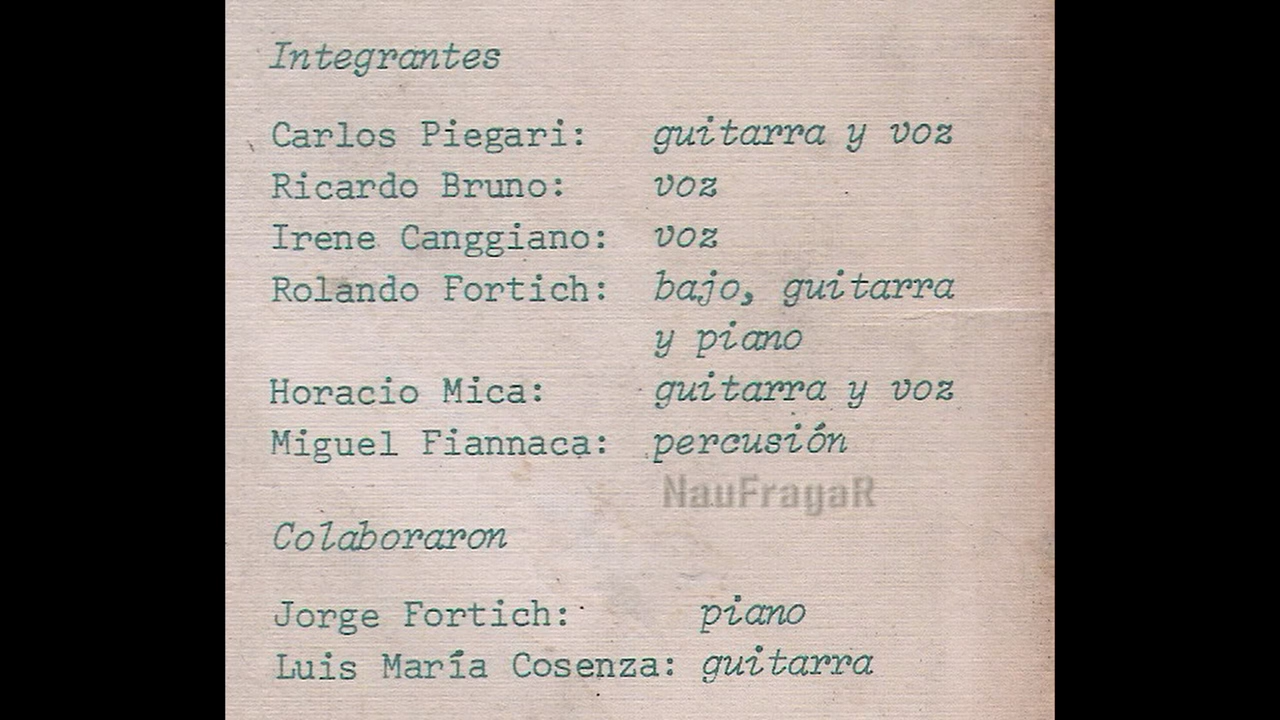 Integrantes
Carlos Piegari: guitarra y voz
Ricardo Bruno: voz
Irene Canggiano: voz
Rolando Fortich: bajo, guitarra
y piano
Horacio Mica: guitarra y voz
Miguel Fiannaca: percusión
NauFragaR
Colaboraron
Jorge Fortich: piano
Luis María Cosenza: guitarra